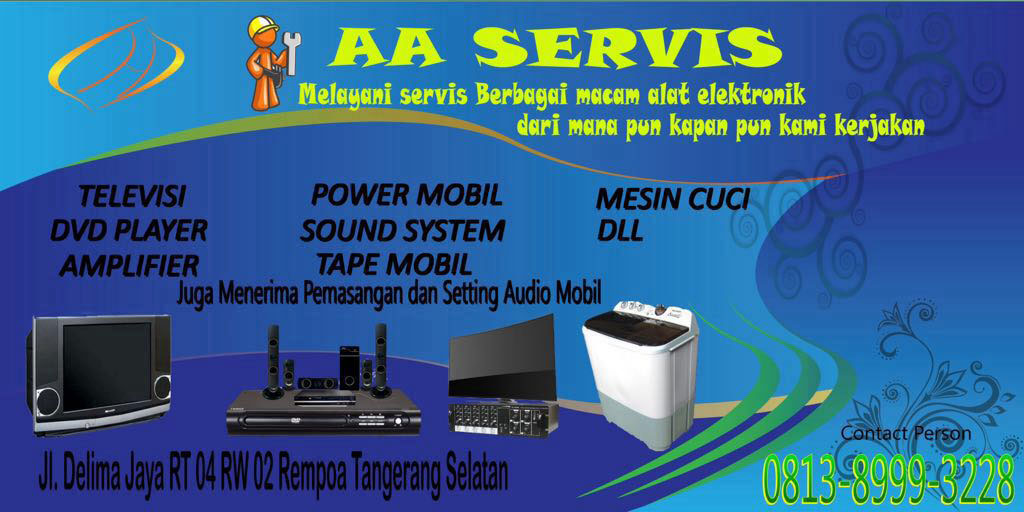 AA SERVIS
Melayani servis Berbagai macam alat elektronik
dari mana pun kapan pun kami kerjakan
TELEVISI
DVD PLAYER
AMPLIFIER
POWER MOBIL
SOUND SYSTEM
TAPE MOBIL
MESIN CUCI
DLL
Juga Menerima Pemasangan dan Setting Audio Mobil
Jl. Delima Jaya RT 04 RW 02 Rempoa Tangerang Selatan
Contact Person
0813-8999-3228